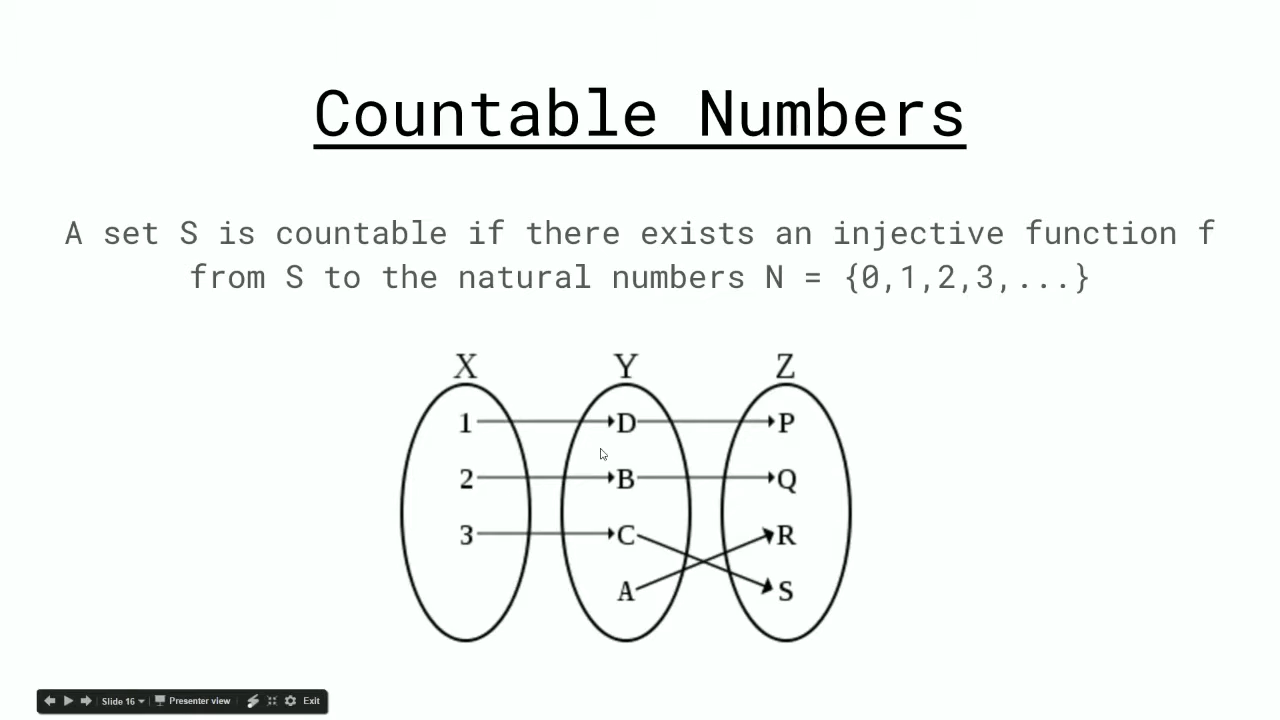 Countable Numbers
A set S is countable if there exists an injective function f
from S to the natural numbers N = {0,1,2,3,...}
X Y Z
1 D P
2 B Q
3 C R
A S
Slide 16 Presenter view Exit